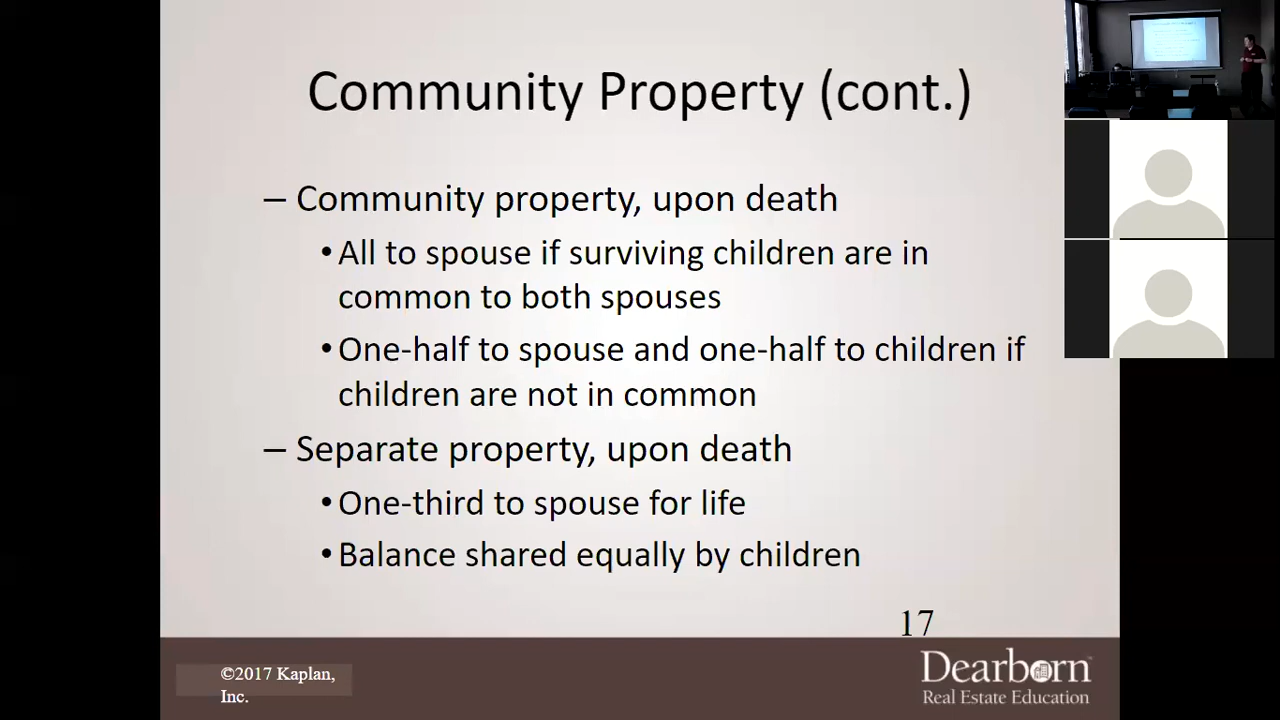 Community Property (cont.)
– Community property, upon death
• All to spouse if surviving children are in
common to both spouses
• One-half to spouse and one-half to children if
children are not in common
– Separate property, upon death
• One-third to spouse for life
• Balance shared equally by children
17
©2017 Kaplan,
Inc.
Dearborn
Real Estate Education